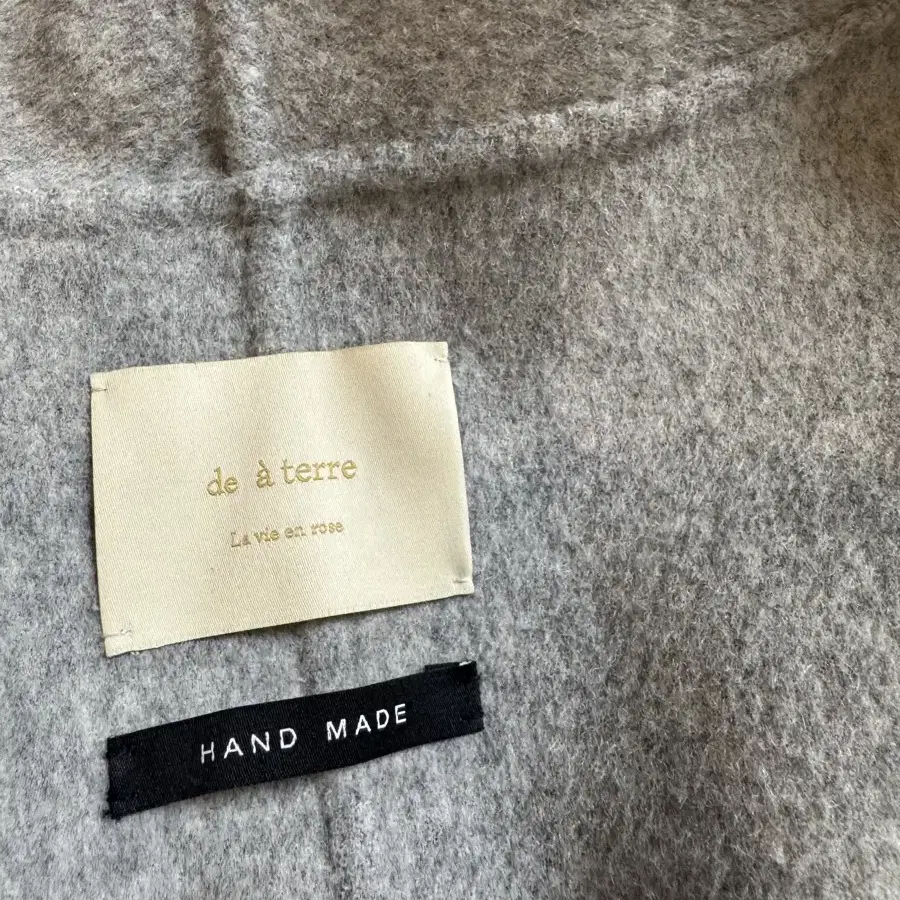 de à terre
La vie en rose
HAND MADE